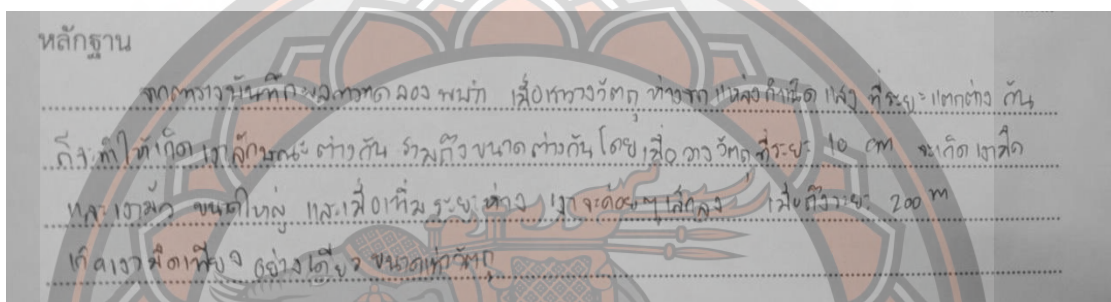 หลักฐาน
จากตารางบันทึกผลการทดลอง พบว่า เมื่อเราวางวัตถุ ห่างจาก แหล่งกำเนิด แสง ที่ระยะ แตกต่าง กัน
ก็จะทำให้เกิด เงาลักษณะ ต่างกัน รวมถึงขนาดต่างกัน โดย เมื่อ วาง วัตถุ ที่ระยะ 10 cm จะเกิด เงามืด
และ เงามัว ขนาดใหญ่ และเมื่อเพิ่ม ระยะห่าง เงาจะค่อยๆเล็กลง เมื่อถึงระยะ 200 m
เกิดเงามืดเพียง อย่างเดียว ขนาดเท่าวัตถุ